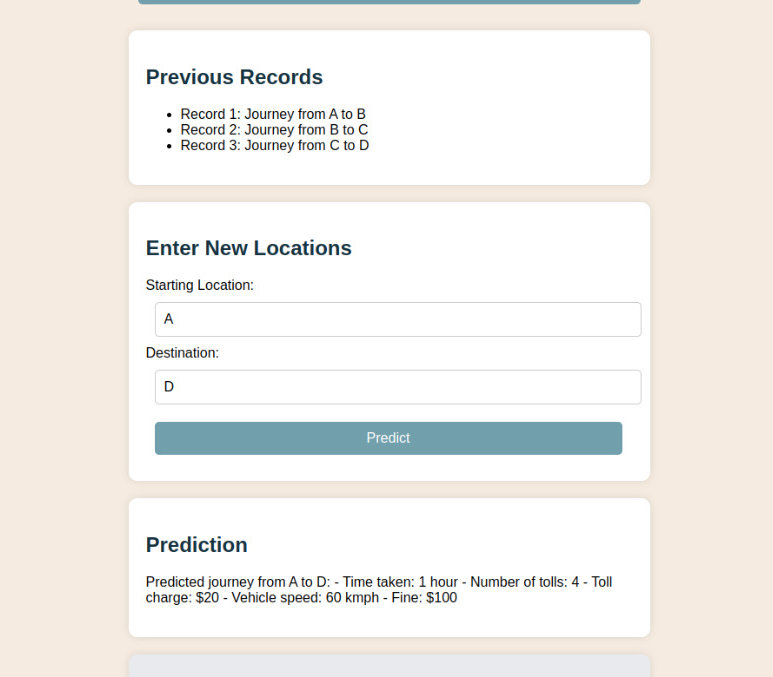 Previous Records
Record 1: Journey from A to B
Record 2: Journey from B to C
Record 3: Journey from C to D
Enter New Locations
Starting Location:
A
Destination:
D
Predict
Prediction
Predicted journey from A to D: - Time taken: 1 hour - Number of tolls: 4 - Toll
charge: $20 - Vehicle speed: 60 kmph - Fine: $100